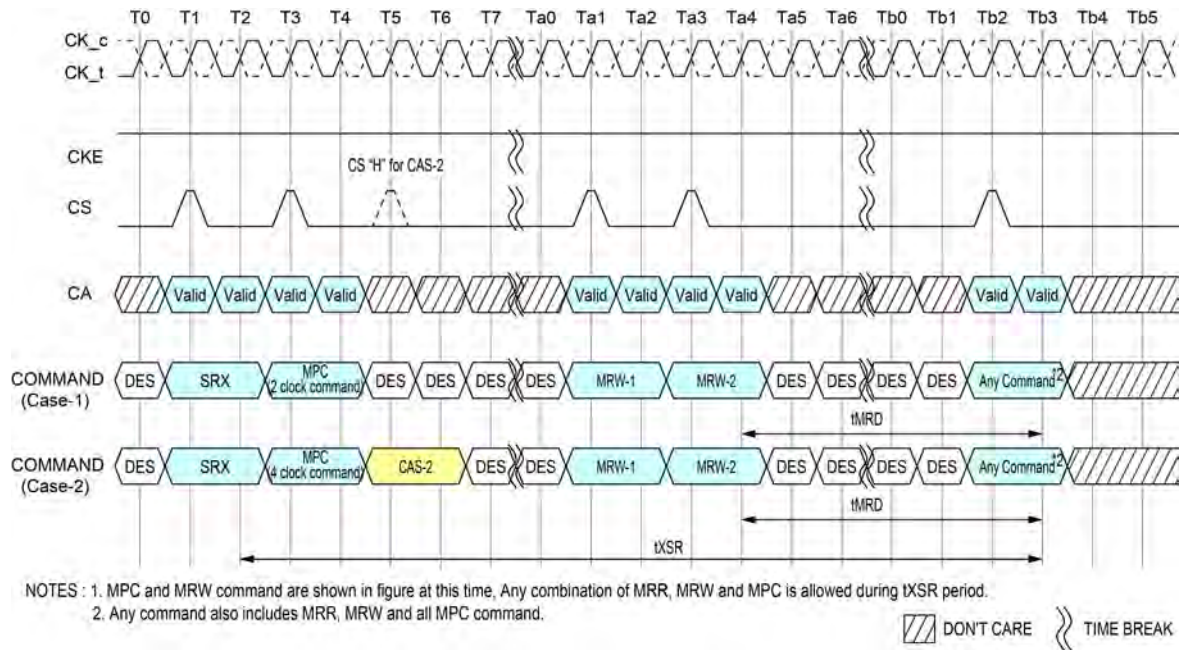 T0 T1 T2 T3 T4 T5 T6 T7 Ta0 Ta1 Ta2 Ta3 Ta4 Ta5 Ta6 Tb0 Tb1 Tb2 Tb3 Tb4 Tb5
CK_c
CK_t
CKE
CS "H" for CAS-2
CS
CA Valid Valid Valid Valid Valid Valid Valid Valid Valid Valid
COMMAND (Case-1) DES SRX MPC (2 clock command) DES DES DES DES MRW-1 MRW-2 DES DES DES DES Any Command *2
tMRD
COMMAND (Case-2) DES SRX MPC (4 clock command) CAS-2 DES DES MRW-1 MRW-2 DES DES DES DES Any Command *2
tMRD
tXSR
NOTES : 1. MPC and MRW command are shown in figure at this time, Any combination of MRR, MRW and MPC is allowed during tXSR period.
2. Any command also includes MRR, MRW and all MPC command.
DON'T CARE TIME BREAK